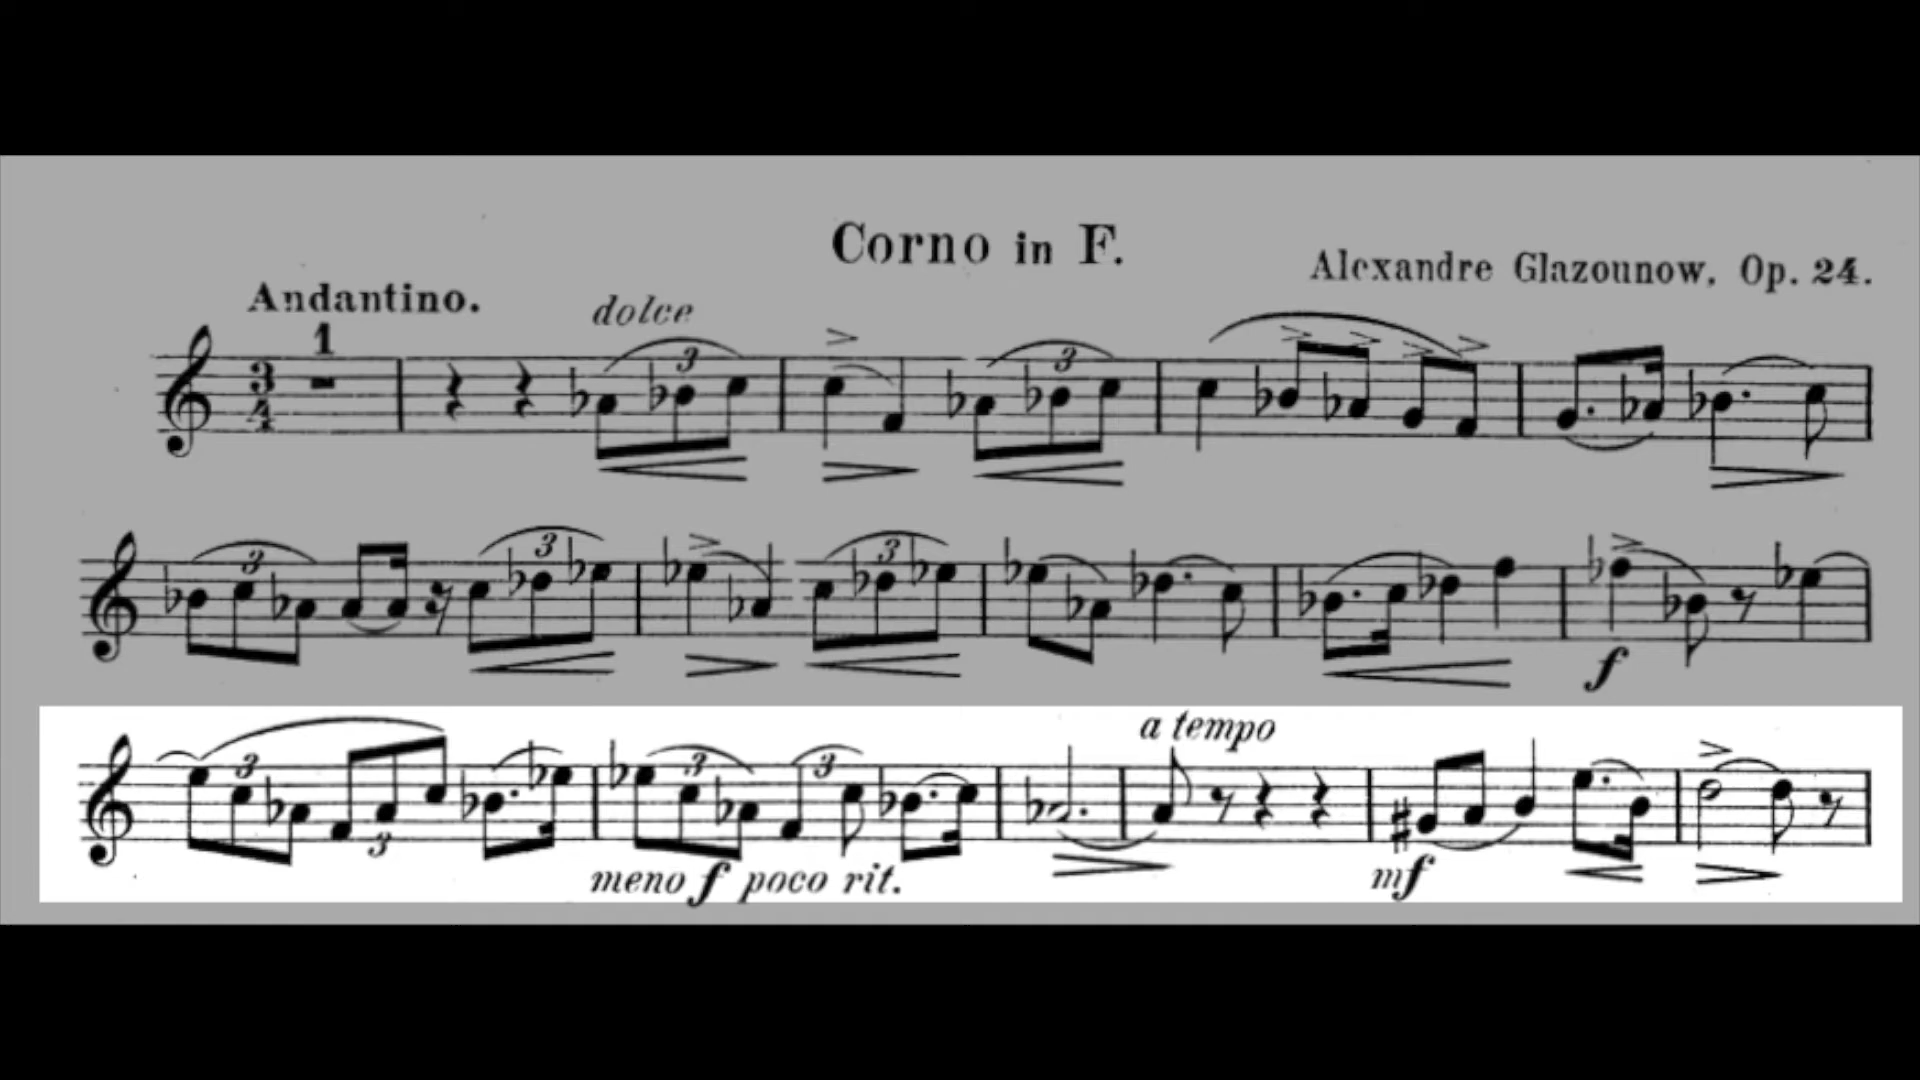 Corno in F.
Alexandre Glazounow, Op. 24.
Andantino.
dolce
1
3
3
3
4
3
3
3
f
a tempo
3
3
3
3
meno f poco rit.
mf